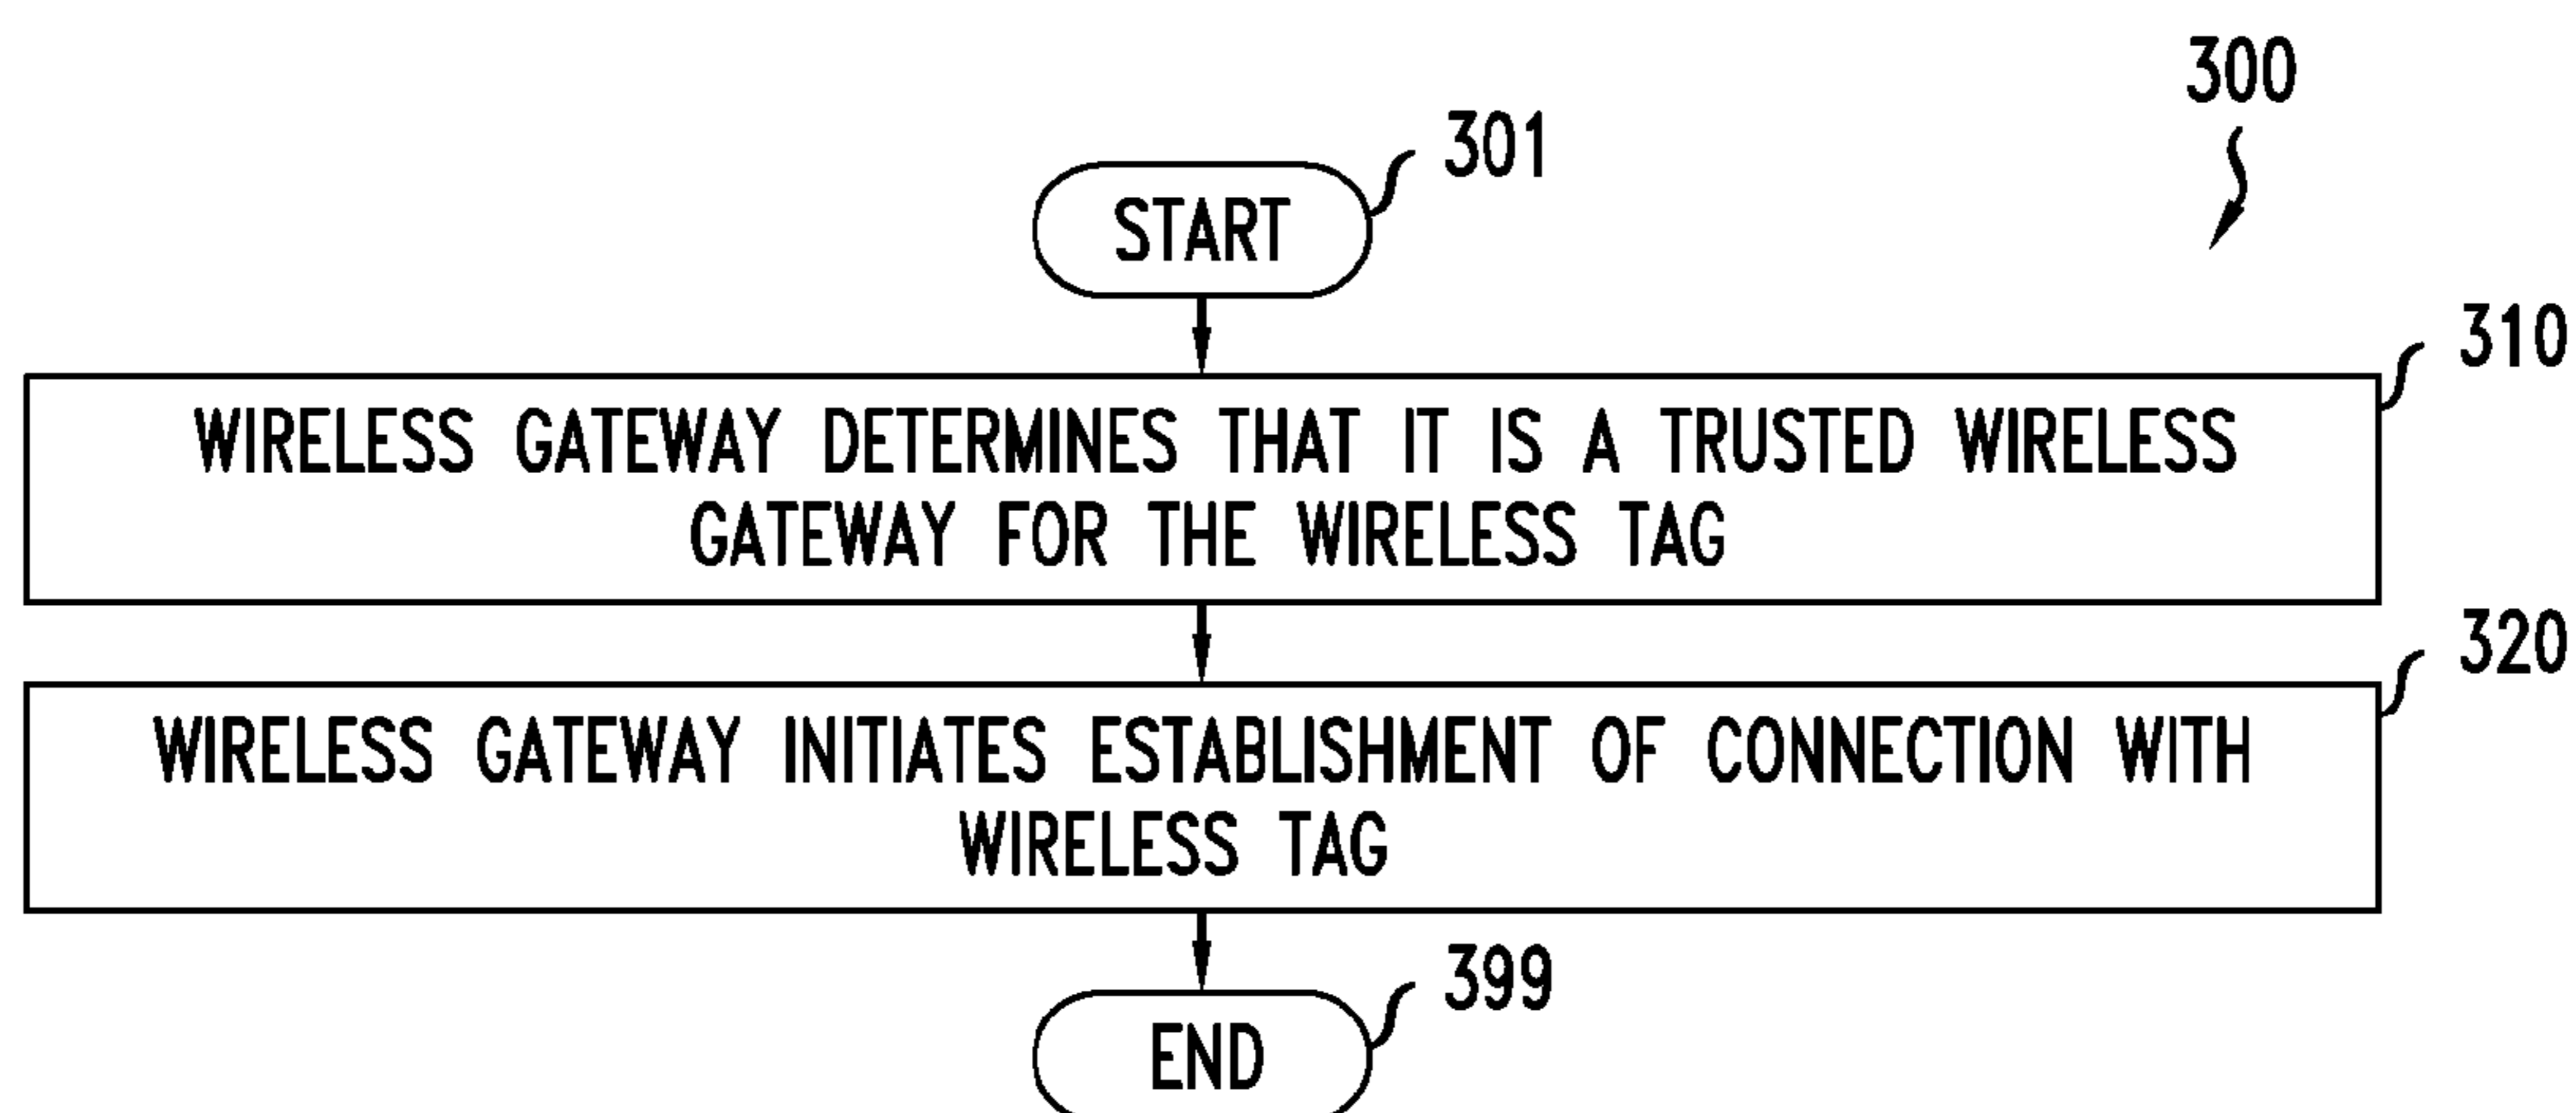 300
301
START
310
WIRELESS GATEWAY DETERMINES THAT IT IS A TRUSTED WIRELESS
GATEWAY FOR THE WIRELESS TAG
320
WIRELESS GATEWAY INITIATES ESTABLISHMENT OF CONNECTION WITH
WIRELESS TAG
399
END